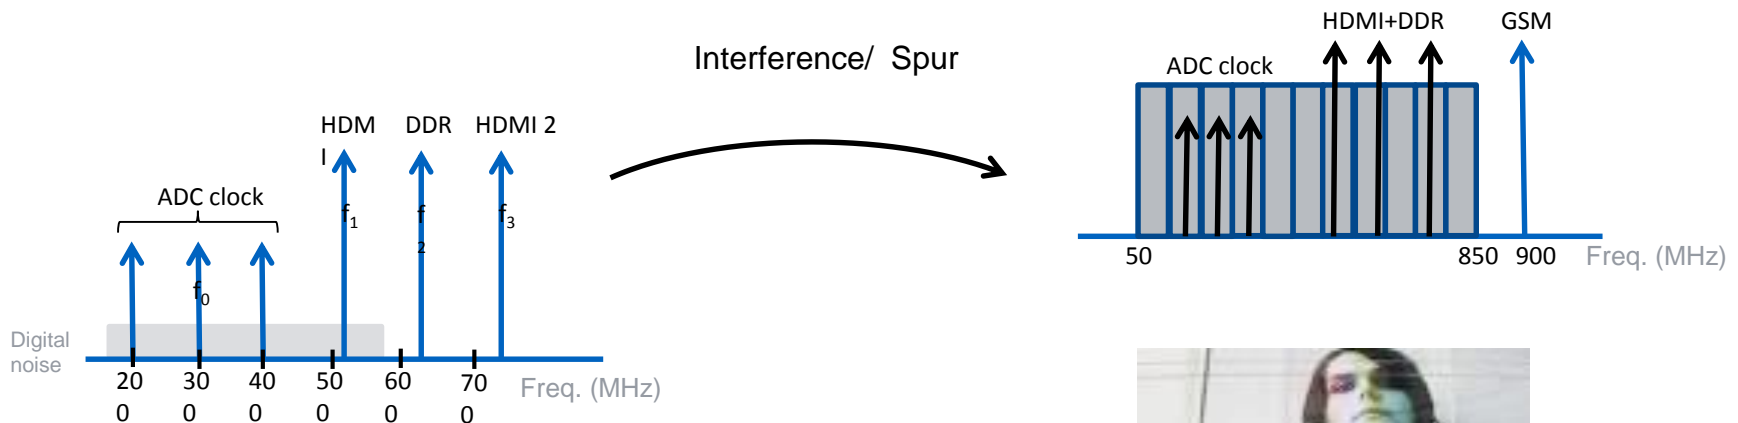 Interference/ Spur
HDM
I
DDR
HDMI 2
ADC clock
f1
f
2
f3
f0
Digital
noise
20
0
30
0
40
0
50
0
60
0
70
0
Freq. (MHz)
HDMI+DDR
GSM
ADC clock
50
850
900
Freq. (MHz)